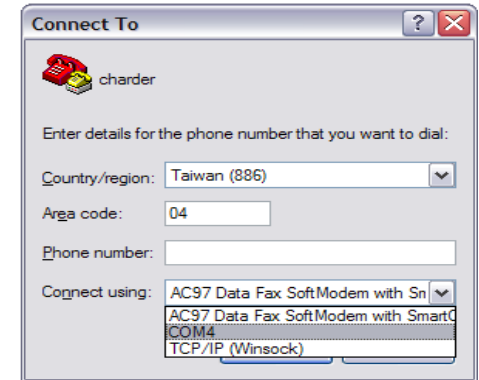 Connect To
charder
Enter details for the phone number that you want to dial:
Country/region: Taiwan (886)
Area code: 04
Phone number:
Connect using: AC97 Data Fax SoftModem with Sn
AC97 Data Fax SoftModem with SmartC
COM4
TCP/IP (Winsock)